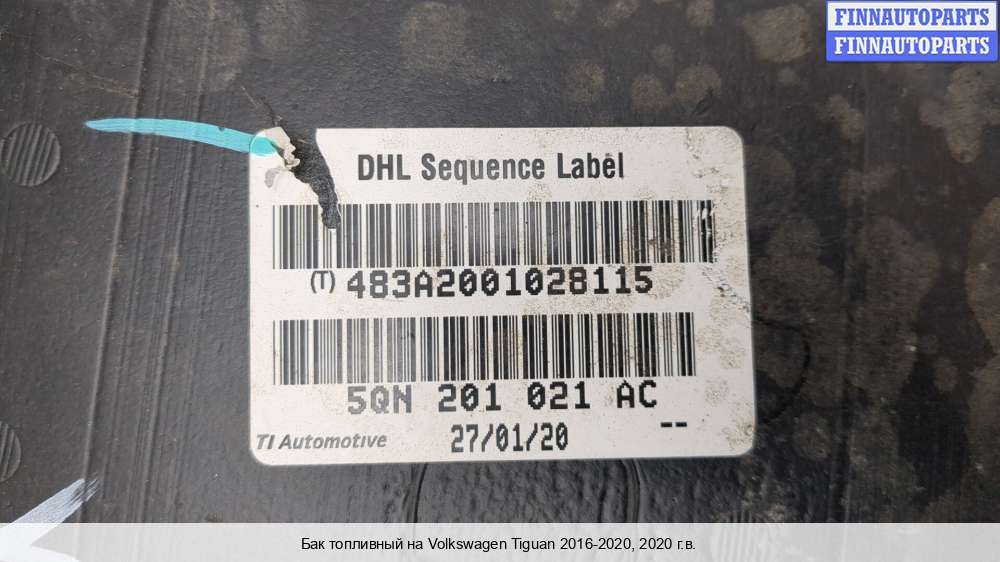 FINNAUTOPARTS
FINNAUTOPARTS
DHL Sequence Label
(T) 483A2001028115
5QN 201 021 AC
TI Automotive 27/01/20 --
Бак топливный на Volkswagen Tiguan 2016-2020, 2020 г.в.